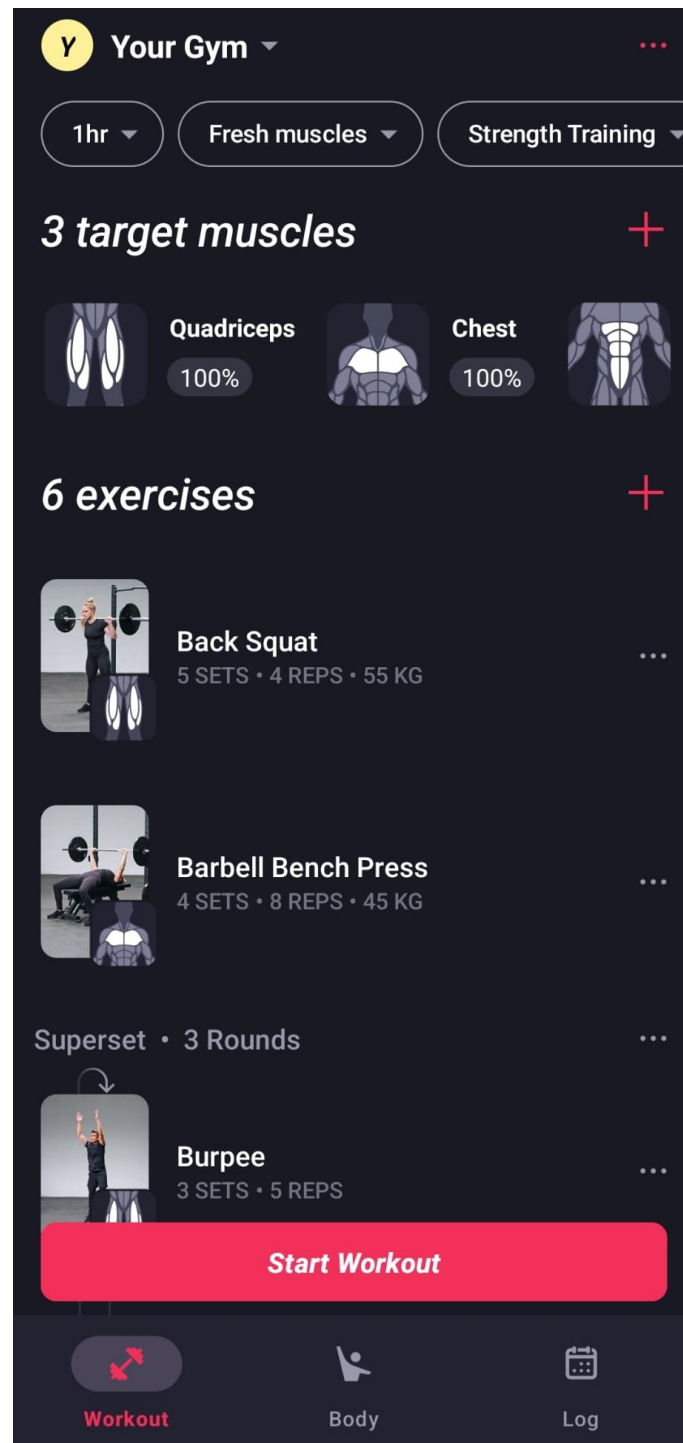 Y Your Gym
1hr Fresh muscles Strength Training
3 target muscles
Quadriceps Chest
100% 100%
6 exercises
Back Squat
5 SETS • 4 REPS • 55 KG
Barbell Bench Press
4 SETS • 8 REPS • 45 KG
Superset • 3 Rounds
Burpee
3 SETS • 5 REPS
Start Workout
Workout Body Log